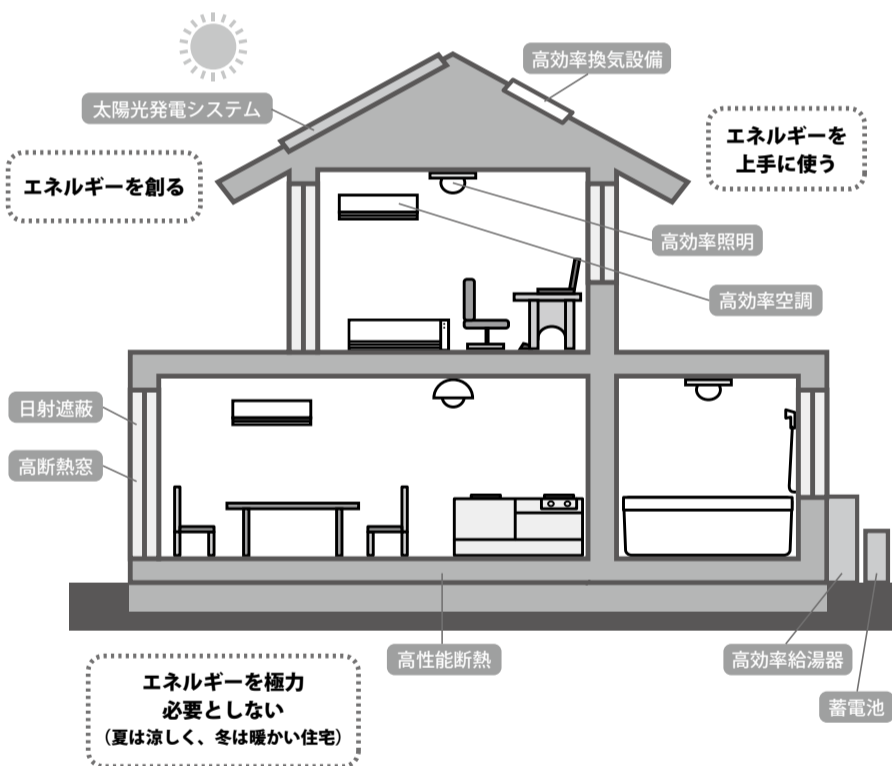 高効率換気設備
太陽光発電システム
エネルギーを
上手に使う
エネルギーを創る
高効率照明
高効率空調
日射遮蔽
高断熱窓
高性能断熱
高効率給湯器
エネルギーを極力
必要としない
（夏は涼しく、冬は暖かい住宅）
蓄電池